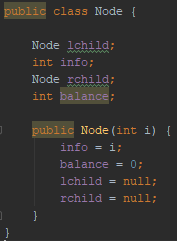 public class Node {
Node lchild;
int info;
Node rchild;
int balance;
public Node(int i) {
info = i;
balance = 0;
lchild = null;
rchild = null;
}
}